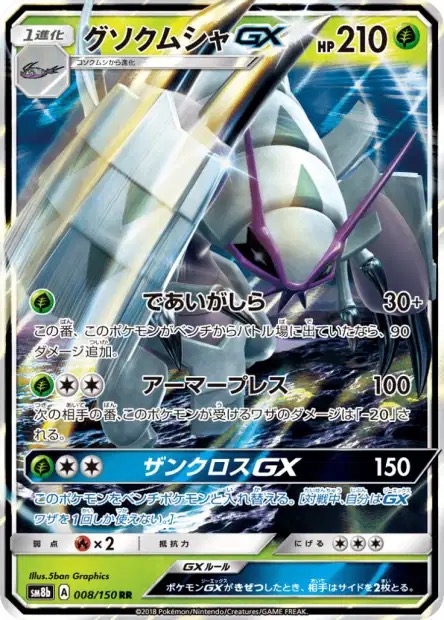 1進化 グソクムシャGX HP210
コソクムシから進化
であいがしら 30+
この番、このポケモンがベンチからバトル場に出ていたなら、90
ダメージ追加。
アーマープレス 100
次の相手の番、このポケモンが受けるワザのダメージは「-20」さ
れる。
ザンクロスGX 150
このポケモンをベンチポケモンと入れ替える。[対戦中、自分はGX
ワザを1回しか使えない。]
弱点 ×2 抵抗力 にげる
GXルール
Illus.5ban Graphics
ポケモンGXがきぜつしたとき、相手はサイドを2枚とる。
sm8b A 008/150 RR
©2018 Pokémon/Nintendo/Creatures/GAME FREAK.